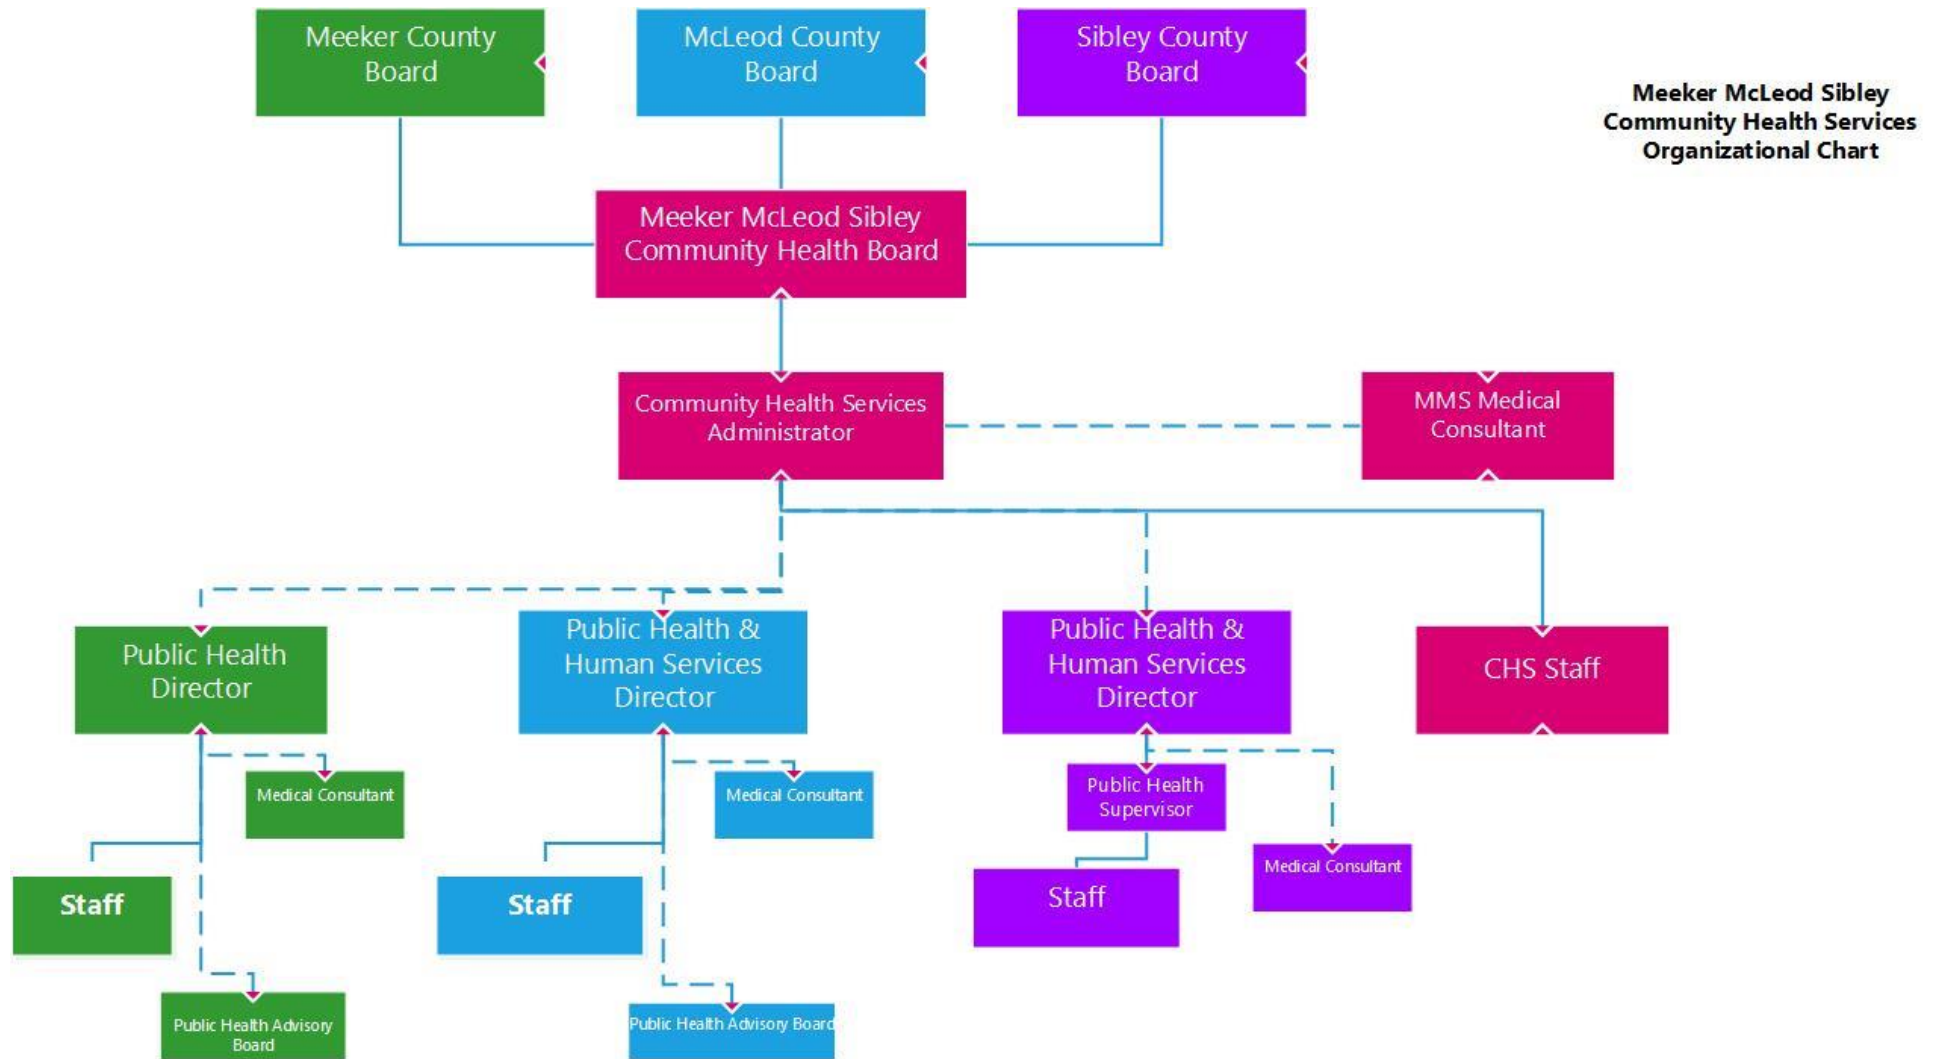 Meeker County
Board
McLeod County
Board
Sibley County
Board
Meeker McLeod Sibley
Community Health Services
Organizational Chart
Meeker McLeod Sibley
Community Health Board
Community Health Services
Administrator
MMS Medical
Consultant
Public Health
Director
Public Health &
Human Services
Director
Public Health &
Human Services
Director
CHS Staff
Medical Consultant
Medical Consultant
Public Health
Supervisor
Medical Consultant
Staff
Staff
Staff
Public Health Advisory
Board
Public Health Advisory Board